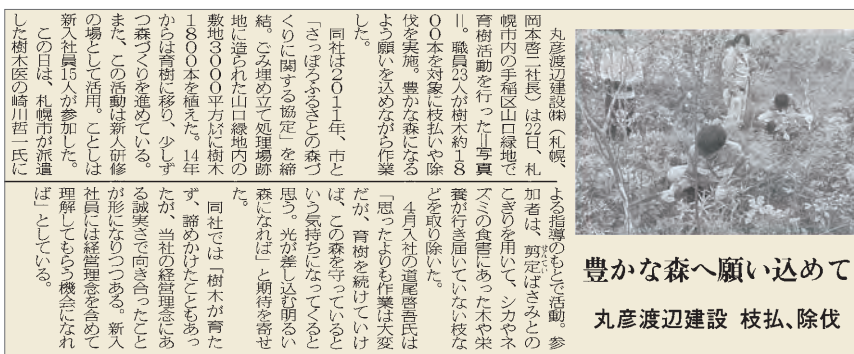 豊かな森へ願い込めて
丸彦渡辺建設 枝払、除伐
丸彦渡辺建設㈱（札幌、
岡本啓二社長）は22日、札
幌市内の手稲区山口緑地で
育樹活動を行った＝写真
＝。職員23人が樹木約１８
００本を対象に枝払いや除
伐を実施。豊かな森になる
よう願いを込めながら作業
した。
同社は２０１１年、市と
「さっぽろふるさとの森づ
くりに関する協定」を締
結。ごみ埋め立て処理場跡
地に造られた山口緑地内の
敷地３０００平方㍍に樹木
１８００本を植えた。14年
からは育樹に移り、少しず
つ森づくりを進めている。
また、この活動は新人研修
の場として活用。ことしは
新入社員15人が参加した。
この日は、札幌市が派遣
した樹木医の崎川哲一氏に
よる指導のもとで活動。参
加者は、剪定ばさみとの
こぎりを用いて、シカやネ
ズミの食害にあった木や栄
養が行き届いていない枝な
どを取り除いた。
４月入社の道尾啓吾氏は
「思ったよりも作業は大変
だが、育樹を続けていけ
ば、この森を守っていると
いう気持ちになってくると
思う。光が差し込む明るい
森になれば」と期待を寄せ
た。
同社では「樹木が育た
ず、諦めかけたこともあっ
たが、当社の経営理念にあ
る誠実さで向き合ったこと
が形になりつつある。新入
社員には経営理念を含めて
理解してもらう機会になれ
ば」としている。